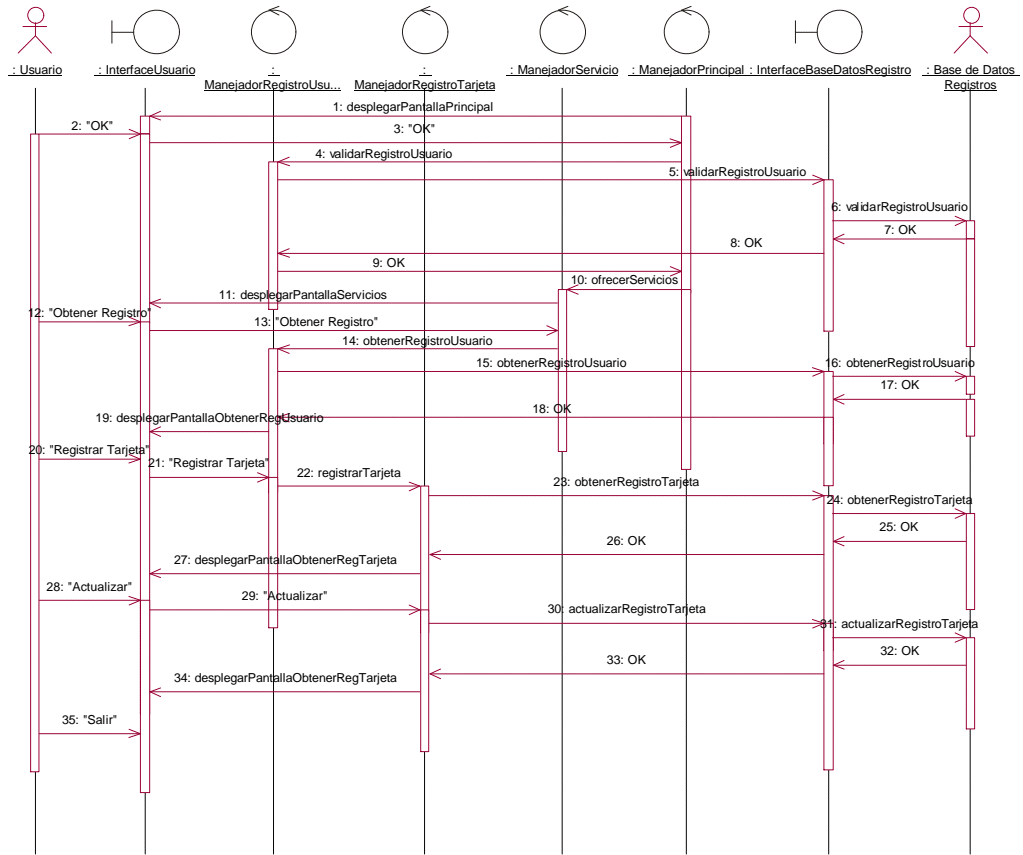 : Usuario
: InterfaceUsuario
:
ManejadorRegistroUsu...
:
ManejadorRegistroTarjeta
: ManejadorServicio
: ManejadorPrincipal
: InterfaceBaseDatosRegistro
: Base de Datos
Registros
1: desplegarPantallaPrincipal
2: "OK"
3: "OK"
4: validarRegistroUsuario
5: validarRegistroUsuario
6: validarRegistroUsuario
7: OK
8: OK
9: OK
10: ofrecerServicios
11: desplegarPantallaServicios
12: "Obtener Registro"
13: "Obtener Registro"
14: obtenerRegistroUsuario
15: obtenerRegistroUsuario
16: obtenerRegistroUsuario
17: OK
18: OK
19: desplegarPantallaObtenerRegUsuario
20: "Registrar Tarjeta"
21: "Registrar Tarjeta"
22: registrarTarjeta
23: obtenerRegistroTarjeta
24: obtenerRegistroTarjeta
25: OK
26: OK
27: desplegarPantallaObtenerRegTarjeta
28: "Actualizar"
29: "Actualizar"
30: actualizarRegistroTarjeta
31: actualizarRegistroTarjeta
32: OK
33: OK
34: desplegarPantallaObtenerRegTarjeta
35: "Salir"